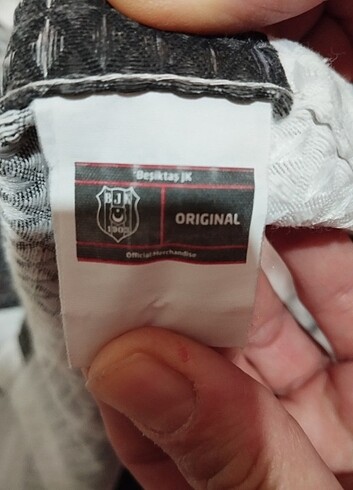 Beşiktaş JK
BJK
1903
ORIGINAL
Official Merchandise